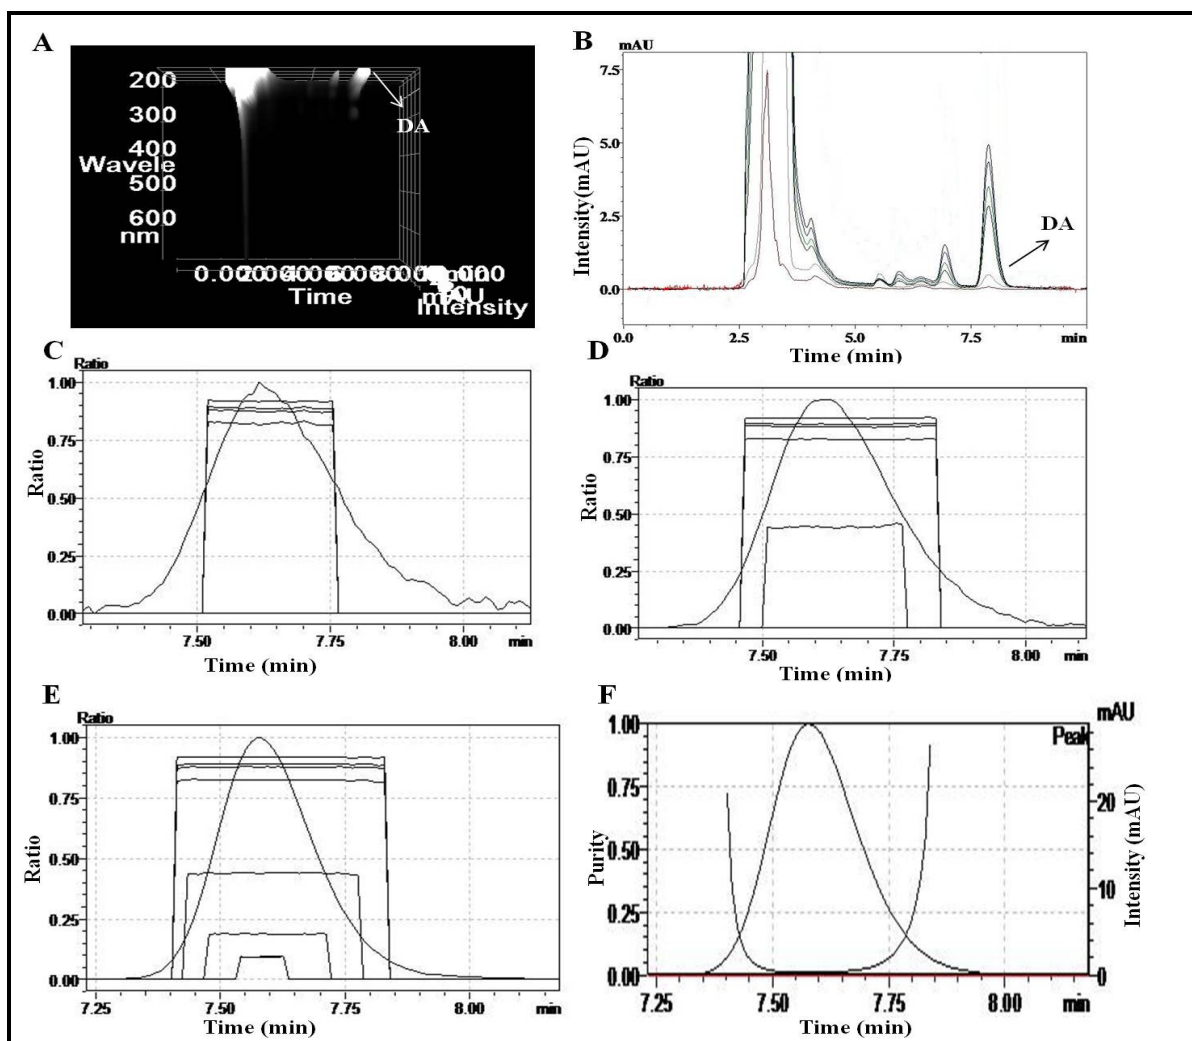 A
200
300
400
Wavele
500
600
nm
DA
Time
mAU
Intensity
B
mAU
7.5
5.0
2.5
0.0
Intensity(mAU)
DA
0.0 2.5 5.0 7.5 min
Time (min)
C
Ratio
1.00
0.75
0.50
0.25
0.00
Ratio
7.50 7.75 8.00 min
Time (min)
D
Ratio
1.00
0.75
0.50
0.25
0.00
Ratio
7.50 7.75 8.00 min
Time (min)
E
Ratio
1.00
0.75
0.50
0.25
0.00
Ratio
7.25 7.50 7.75 8.00 min
Time (min)
F
mAU
Peak
1.00
0.75
0.50
0.25
0.00
Purity
20
10
0
Intensity (mAU)
7.25 7.50 7.75 8.00 min
Time (min)